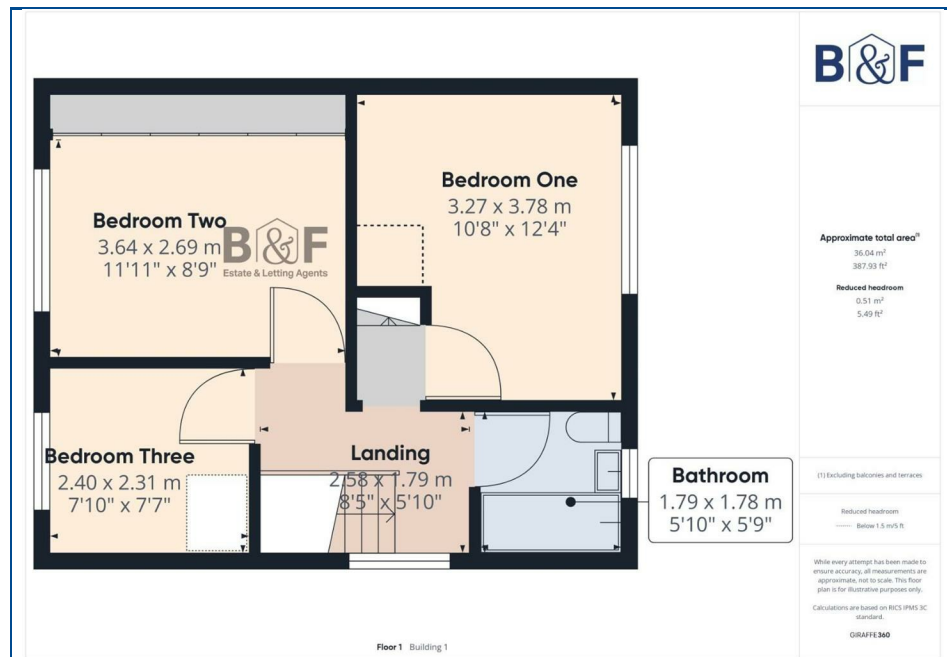 Bedroom Two
3.64 x 2.69 m
11'11" x 8'9"
B&F
Estate & Letting Agents
Bedroom One
3.27 x 3.78 m
10'8" x 12'4"
Bedroom Three
2.40 x 2.31 m
7'10" x 7'7"
Landing
2.58 x 1.79 m
8'5" x 5'10"
Bathroom
1.79 x 1.78 m
5'10" x 5'9"
Floor 1 Building 1
B&F
Approximate total area(1)
36.04 m²
387.93 ft²
Reduced headroom
0.51 m²
5.49 ft²
(1) Excluding balconies and terraces
Reduced headroom
Below 1.5 m/5 ft
While every attempt has been made to
ensure accuracy, all measurements are
approximate, not to scale. This floor
plan is for illustrative purposes only.
Calculations are based on RICS IPMS 3C
standard.
GIRAFFE360